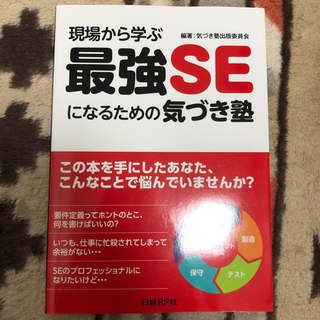 現場から学ぶ
編著：気づき塾出版委員会
最強SE
になるための気づき塾
この本を手にしたあなた、
こんなことで悩んでいませんか？
要件定義ってホントのとこ、
何を書けばいいの？
いつも、仕事に忙殺されてしまって
余裕がない…
SEのプロフェッショナルに
なりたいけど…
製造
テスト
保守
日経BP社